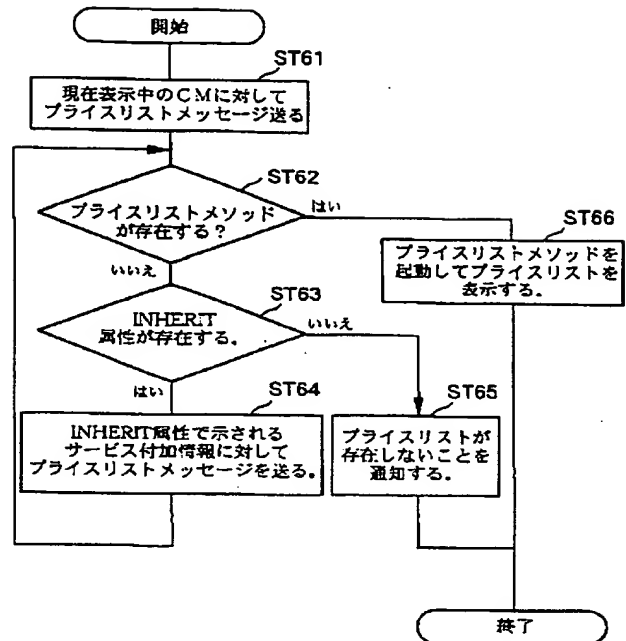 開始
ST61
現在表示中のCMに対して
プライスリストメッセージ送る
ST62
プライスリストメソッド
が存在する?
はい
いいえ
ST66
プライスリストメソッドを
起動してプライスリストを
表示する。
ST63
INHERIT
属性が存在する。
いいえ
はい
ST64
INHERIT属性で示される
サービス付加情報に対して
プライスリストメッセージを送る。
ST65
プライスリストが
存在しないことを
通知する。
終了